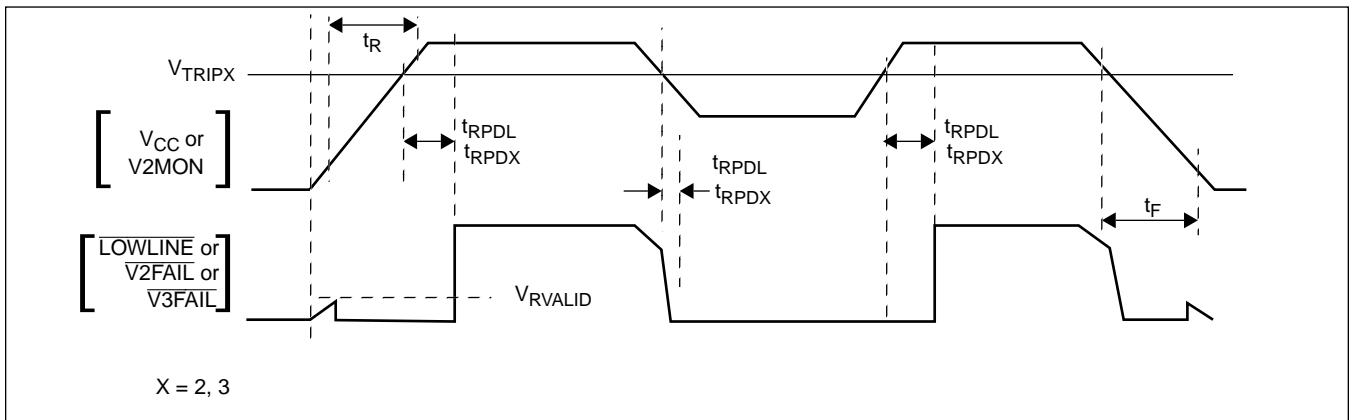 tR
VTRIPX
VCC or
V2MON
tRPDL
tRPDX
tRPDL
tRPDX
tRPDL
tRPDX
tF
LOWLINE or
V2FAIL or
V3FAIL
VRVALID
X = 2, 3